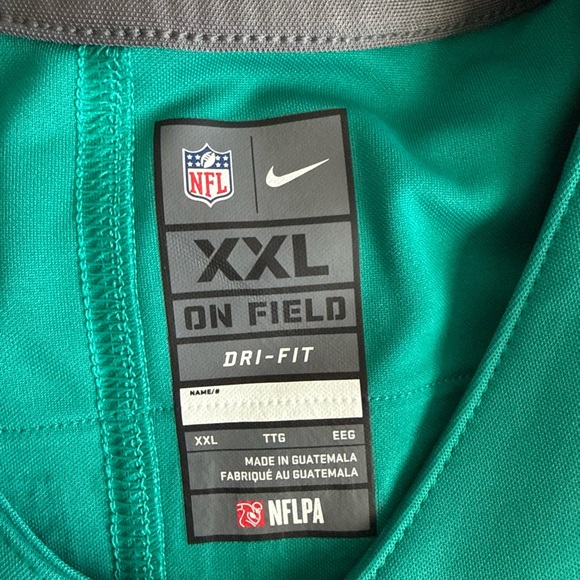 NFL
XXL
ON FIELD
DRI-FIT
NAME/#
XXL TTG EEG
MADE IN GUATEMALA
FABRIQUÉ AU GUATEMALA
NFLPA